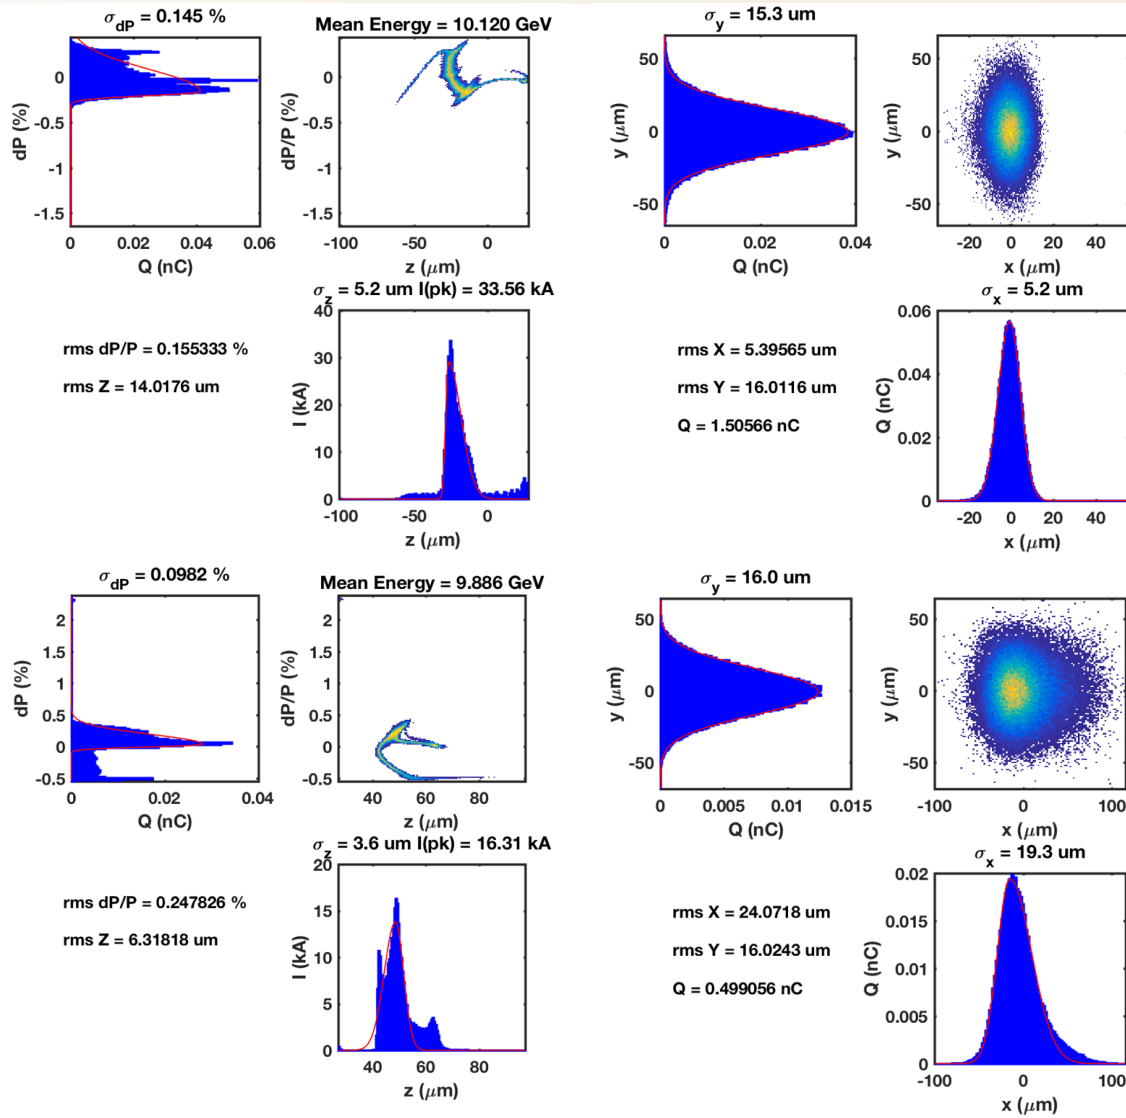 σdP = 0.145 %
dP (%)
0
-0.5
-1
-1.5
0 0.02 0.04 0.06
Q (nC)
Mean Energy = 10.120 GeV
dP/P (%)
0
-0.5
-1
-1.5
-100 -50 0
z (μm)
σy = 15.3 um
y (μm)
50
0
-50
0 0.02 0.04
Q (nC)
y (μm)
50
0
-50
-20 0 20 40
x (μm)
rms dP/P = 0.155333 %
rms Z = 14.0176 um
σz = 5.2 um I(pk) = 33.56 kA
I (kA)
40
30
20
10
0
-100 -50 0
z (μm)
rms X = 5.39565 um
rms Y = 16.0116 um
Q = 1.50566 nC
σx = 5.2 um
Q (nC)
0.06
0.04
0.02
0
-20 0 20 40
x (μm)
σdP = 0.0982 %
dP (%)
2
1.5
1
0.5
0
-0.5
0 0.02 0.04
Q (nC)
Mean Energy = 9.886 GeV
dP/P (%)
2
1.5
1
0.5
0
-0.5
40 60 80
z (μm)
σy = 16.0 um
y (μm)
50
0
-50
0 0.005 0.01 0.015
Q (nC)
y (μm)
50
0
-50
-100 0 100
x (μm)
rms dP/P = 0.247826 %
rms Z = 6.31818 um
σz = 3.6 um I(pk) = 16.31 kA
I (kA)
20
15
10
5
0
40 60 80
z (μm)
rms X = 24.0718 um
rms Y = 16.0243 um
Q = 0.499056 nC
σx = 19.3 um
Q (nC)
0.02
0.015
0.01
0.005
0
-100 0 100
x (μm)